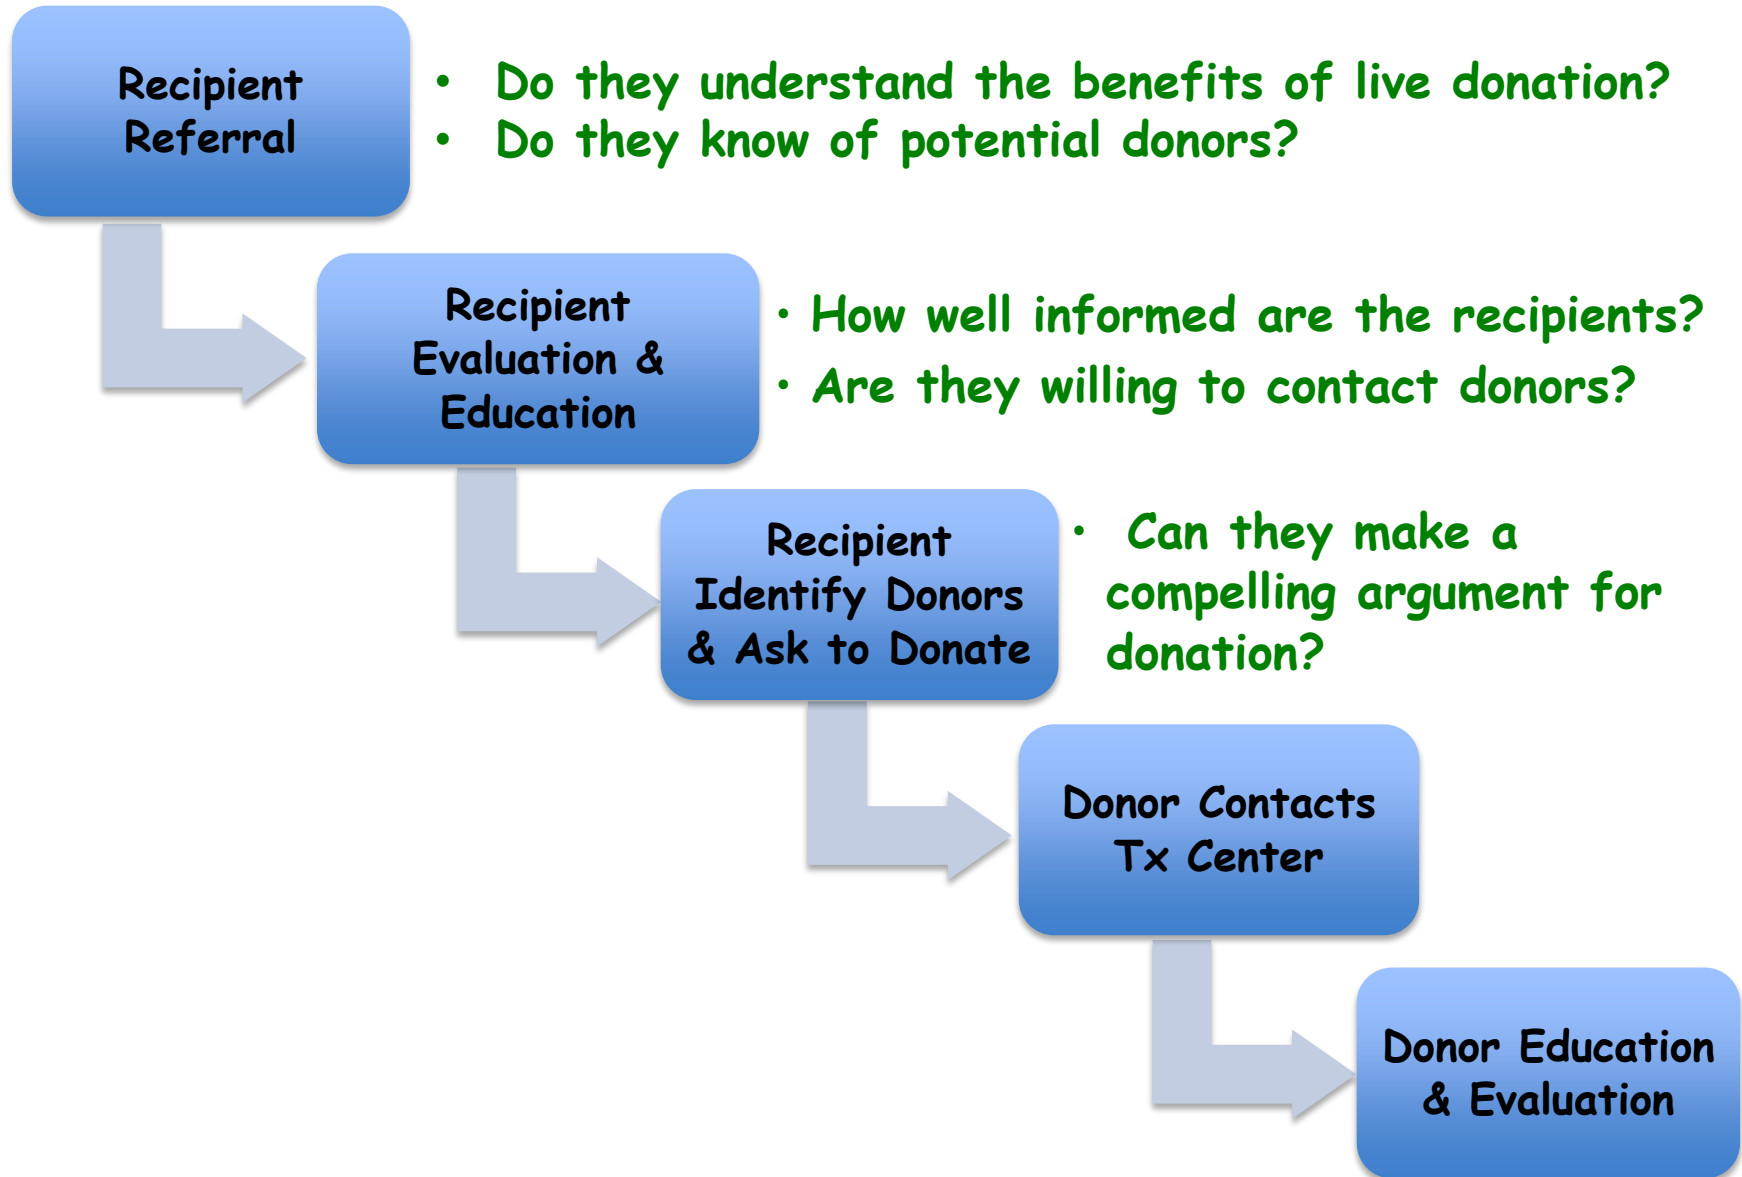 Recipient
Referral
• Do they understand the benefits of live donation?
• Do they know of potential donors?
Recipient
Evaluation &
Education
• How well informed are the recipients?
• Are they willing to contact donors?
Recipient
Identify Donors
& Ask to Donate
• Can they make a
compelling argument for
donation?
Donor Contacts
Tx Center
Donor Education
& Evaluation